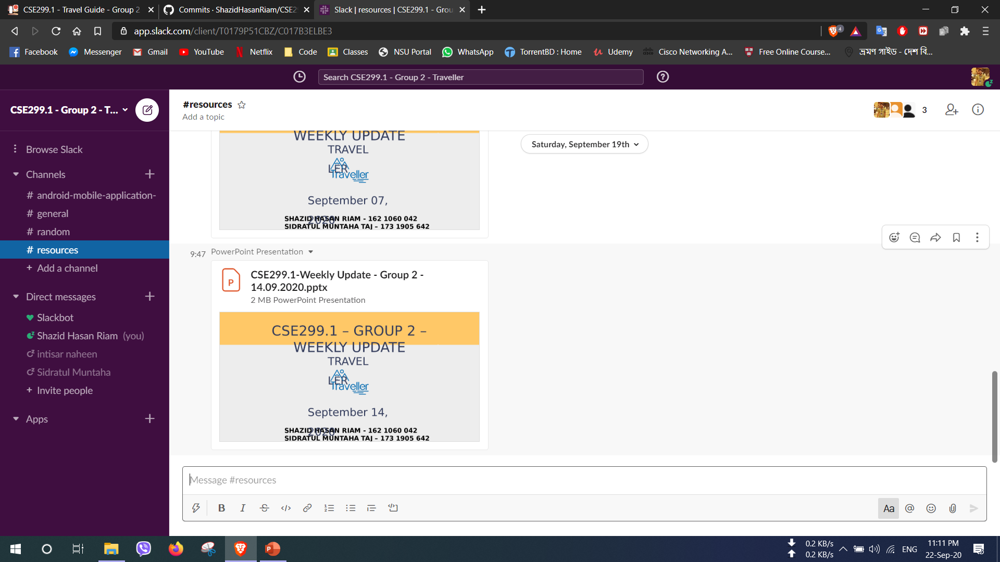 CSE299.1 - Travel Guide - Group 2
Commits · ShazidHasanRiam/CSE29
Slack | resources | CSE299.1 - Grou
app.slack.com/client/T0179P51CBZ/C017B3ELBE3
4
Facebook
Messenger
Gmail
YouTube
Netflix
Code
Classes
NSU Portal
WhatsApp
TorrentBD : Home
Udemy
Cisco Networking A...
Free Online Course...
ভ্রমণ গাইড - দেশ বি...
Search CSE299.1 - Group 2 - Traveller
CSE299.1 - Group 2 - T...
#resources
Add a topic
3
Browse Slack
Channels
# android-mobile-application-
# general
# random
# resources
+ Add a channel
Direct messages
Slackbot
Shazid Hasan Riam (you)
intisar naheen
Sidratul Muntaha
+ Invite people
Apps
Saturday, September 19th
WEEKLY UPDATE
TRAVEL
LER
Traveller
September 07,
2020
SHAZID HASAN RIAM - 162 1060 042
SIDRATUL MUNTAHA TAJ – 173 1905 642
9:47 PowerPoint Presentation
P
CSE299.1-Weekly Update - Group 2 -
14.09.2020.pptx
2 MB PowerPoint Presentation
CSE299.1 – GROUP 2 –
WEEKLY UPDATE
TRAVEL
LER
Traveller
September 14,
2020
SHAZID HASAN RIAM - 162 1060 042
SIDRATUL MUNTAHA TAJ – 173 1905 642
Message #resources
B I S </> Aa @
0.2 KB/s
0.2 KB/s
ENG
11:11 PM
22-Sep-20